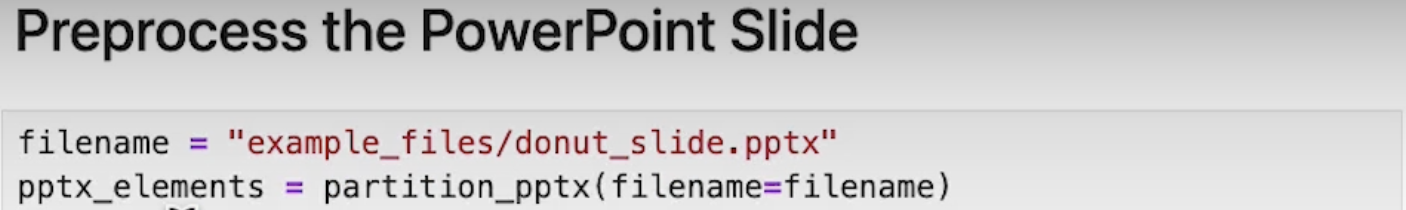 Preprocess the PowerPoint Slide
filename = "example_files/donut_slide.pptx"
pptx_elements = partition_pptx(filename=filename)